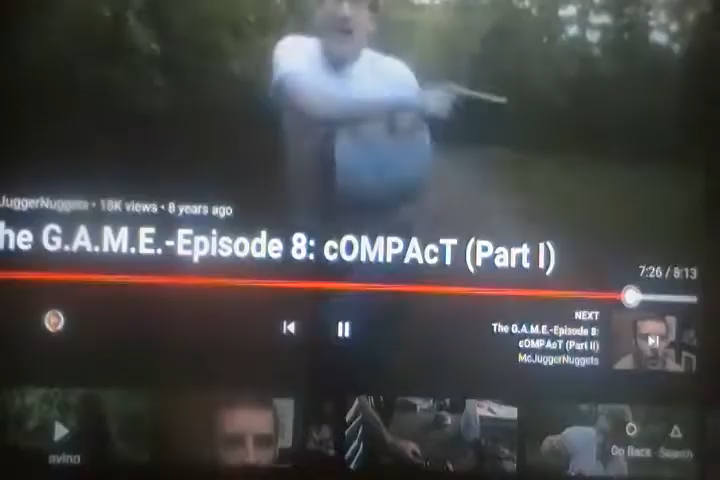 JuggerNuggets • 18K views • 8 years ago
he G.A.M.E.-Episode 8: cOMPAcT (Part I)
7:26 / 8:13
NEXT
The G.A.M.E.-Episode 8:
cOMPAcT (Part II)
McJuggerNuggets
Go Back
Search